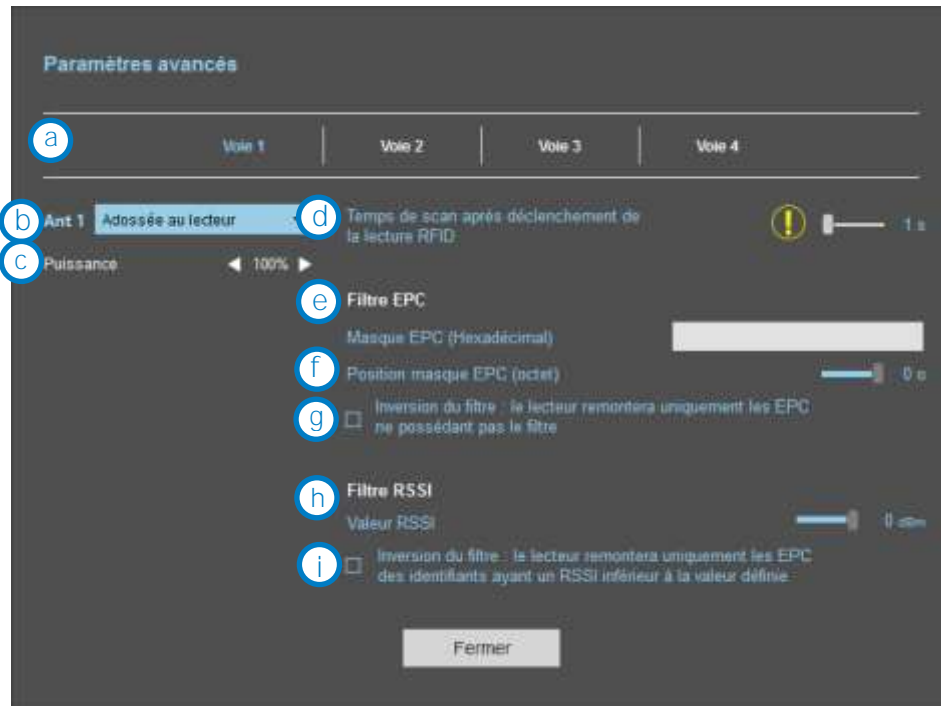 Paramètres avancés
a Voie 1 Voie 2 Voie 3 Voie 4
b Ant 1 Adossée au lecteur
c Puissance 100%
d Temps de scan après déclenchement de
la lecture RFID
! 1 s
e Filtre EPC
Masque EPC (Hexadécimal)
f Position masque EPC (octet) 0 o
g Inversion du filtre : le lecteur remontera uniquement les EPC
ne possédant pas le filtre
h Filtre RSSI
Valeur RSSI 0 dBm
i Inversion du filtre : le lecteur remontera uniquement les EPC
des identifiants ayant un RSSI inférieur à la valeur définie
Fermer